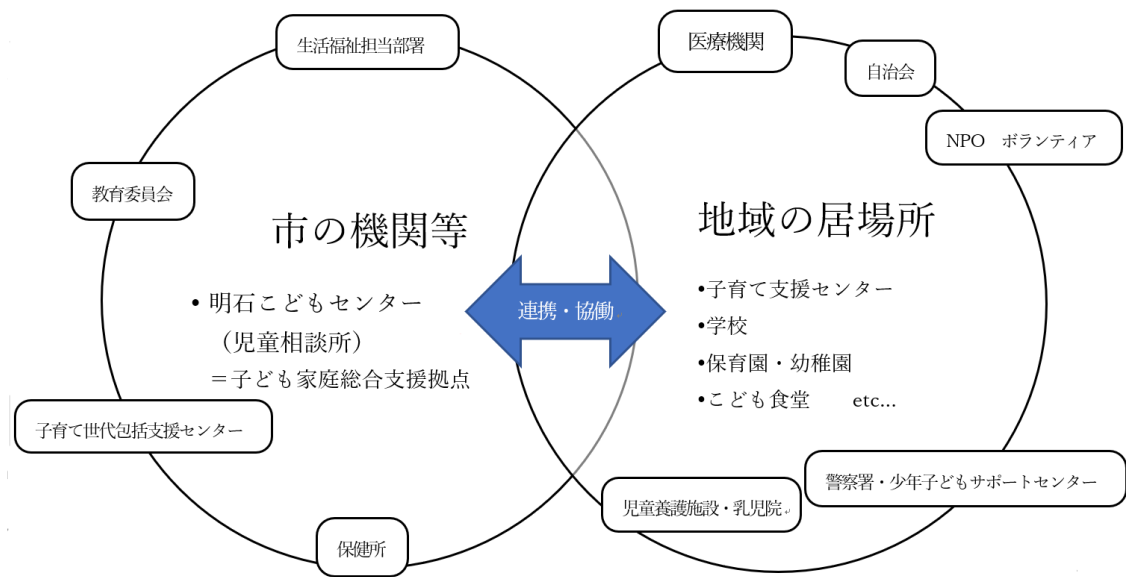 生活福祉担当部署
医療機関
自治会
NPO　ボランティア
教育委員会
市の機関等
地域の居場所
• 明石こどもセンター
（児童相談所）
＝子ども家庭総合支援拠点
連携・協働
•子育て支援センター
•学校
•保育園・幼稚園
•こども食堂　　etc...
子育て世代包括支援センター
警察署・少年子どもサポートセンター
児童養護施設・乳児院
保健所